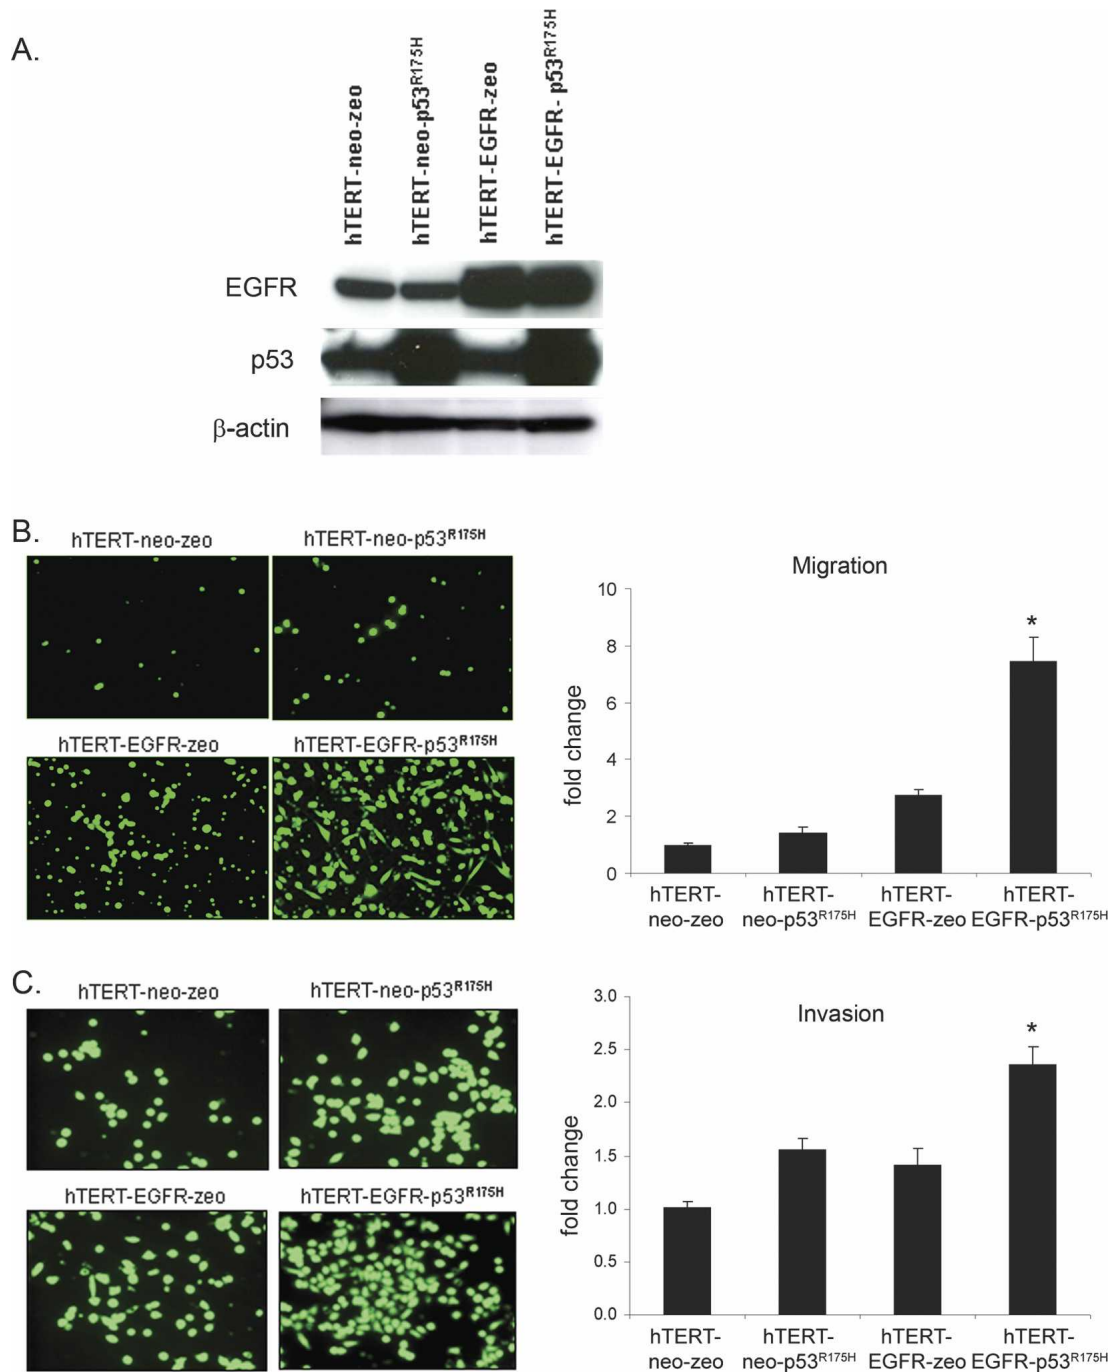 A.
hTERT-neo-zeo
hTERT-neo-p53R175H
hTERT-EGFR-zeo
hTERT-EGFR- p53R175H
EGFR
p53
β-actin
B.
hTERT-neo-zeo
hTERT-neo-p53R175H
hTERT-EGFR-zeo
hTERT-EGFR-p53R175H
Migration
fold change
10
8
6
4
2
0
*
hTERT-
neo-zeo
hTERT-
neo-p53R175H
hTERT-
EGFR-zeo
hTERT-
EGFR-p53R175H
C.
hTERT-neo-zeo
hTERT-neo-p53R175H
hTERT-EGFR-zeo
hTERT-EGFR-p53R175H
Invasion
fold change
3.0
2.5
2.0
1.5
1.0
0.5
0.0
*
hTERT-
neo-zeo
hTERT-
neo-p53R175H
hTERT-
EGFR-zeo
hTERT-
EGFR-p53R175H